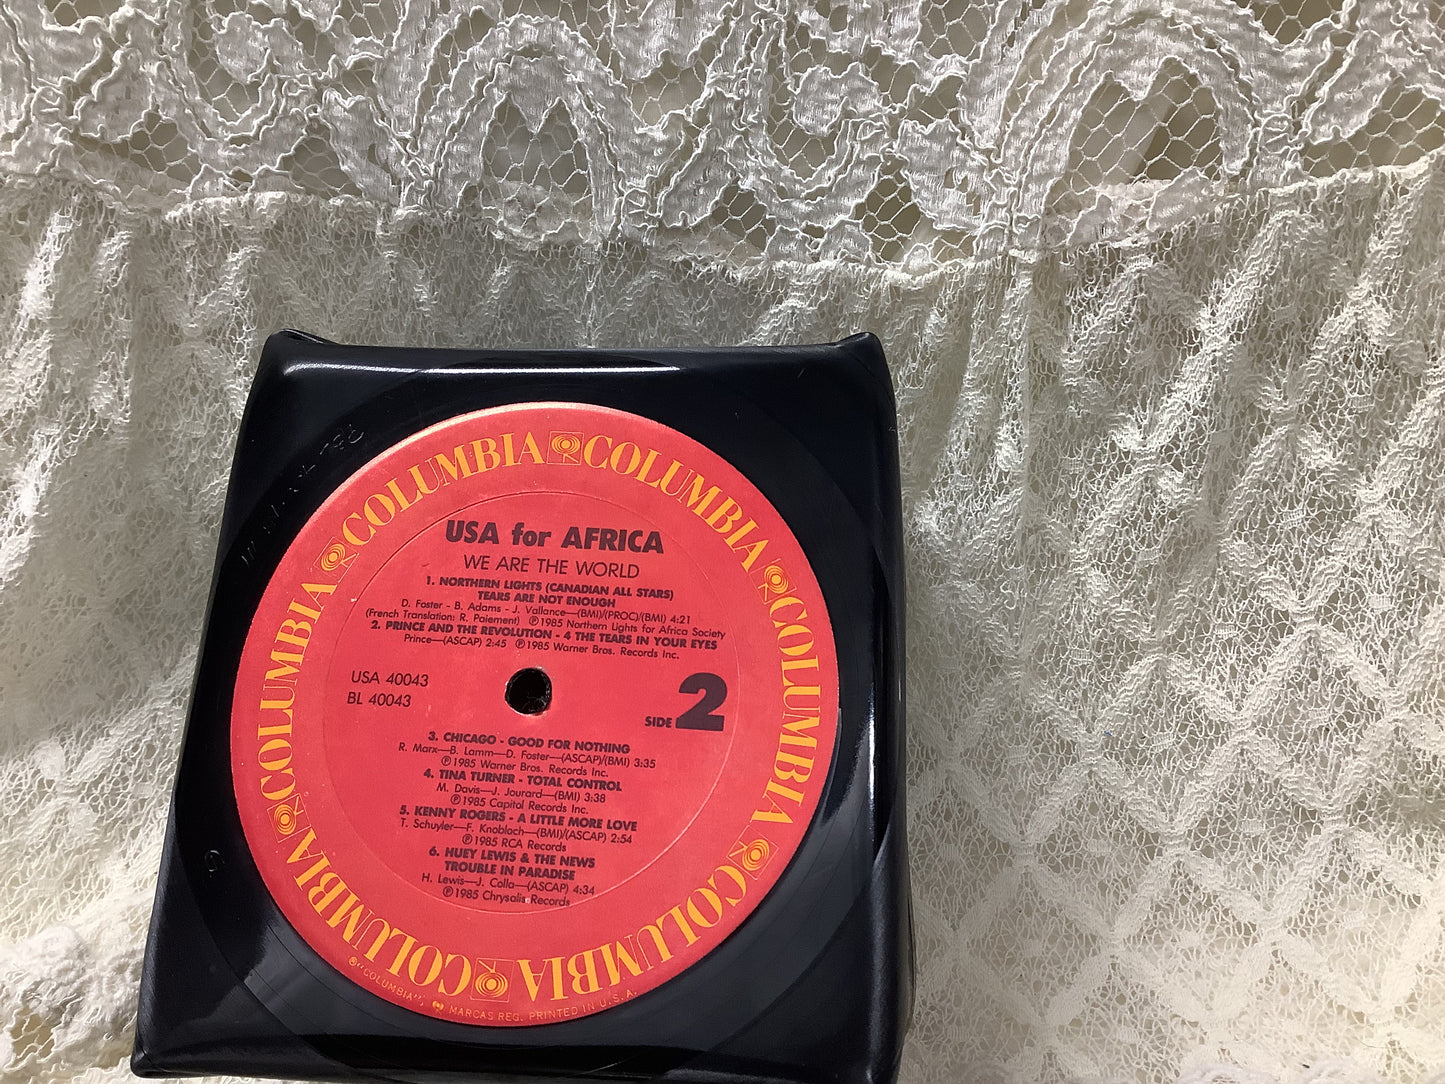 COLUMBIA COLUMBIA COLUMBIA COLUMBIA COLUMBIA COLUMBIA COLUMBIA COLUMBIA
USA for AFRICA
WE ARE THE WORLD
1. NORTHERN LIGHTS (CANADIAN ALL STARS)
TEARS ARE NOT ENOUGH
D. Foster - B. Adams - J. Vallance—(BMI)/(PROC)/(BMI) 4:21
(French Translation: R. Paiement) ℗1985 Northern Lights for Africa Society
2. PRINCE AND THE REVOLUTION - 4 THE TEARS IN YOUR EYES
Prince—(ASCAP) 2:45 ℗1985 Warner Bros. Records Inc.
USA 40043
BL 40043
SIDE 2
3. CHICAGO - GOOD FOR NOTHING
R. Marx—B. Lamm—D. Foster—(ASCAP)/(BMI) 3:35
℗1985 Warner Bros. Records Inc.
4. TINA TURNER - TOTAL CONTROL
M. Davis—J. Jourard—(BMI) 3:38
℗1985 Capitol Records Inc.
5. KENNY ROGERS - A LITTLE MORE LOVE
T. Schuyler—F. Knobloch—(BMI)/(ASCAP) 2:54
℗1985 RCA Records
6. HUEY LEWIS & THE NEWS
TROUBLE IN PARADISE
H. Lewis—J. Colla—(ASCAP) 4:34
℗1985 Chrysalis Records
®"COLUMBIA", MARCAS REG. PRINTED IN U.S.A.